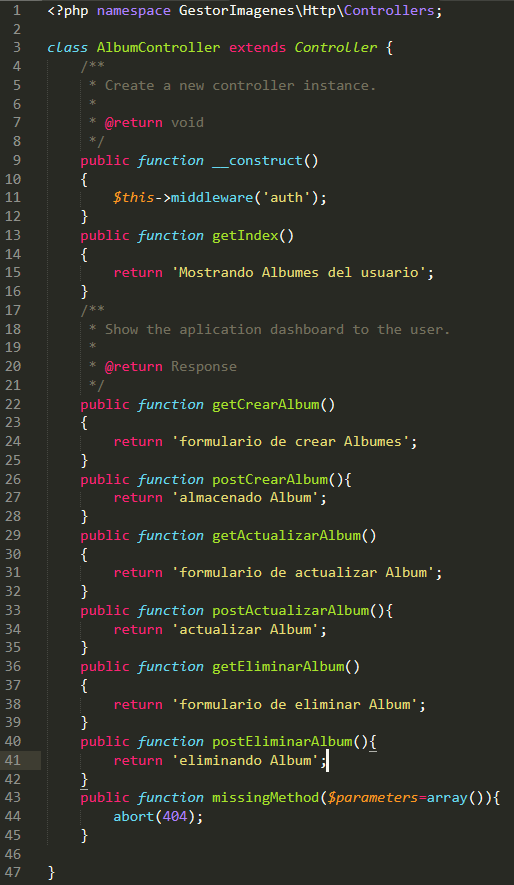 1 <?php namespace GestorImagenes\Http\Controllers;
2
3 class AlbumController extends Controller {
4 /**
5 * Create a new controller instance.
6 *
7 * @return void
8 */
9 public function __construct()
10 {
11 $this->middleware('auth');
12 }
13 public function getIndex()
14 {
15 return 'Mostrando Albumes del usuario';
16 }
17 /**
18 * Show the aplication dashboard to the user.
19 *
20 * @return Response
21 */
22 public function getCrearAlbum()
23 {
24 return 'formulario de crear Albumes';
25 }
26 public function postCrearAlbum(){
27 return 'almacenado Album';
28 }
29 public function getActualizarAlbum()
30 {
31 return 'formulario de actualizar Album';
32 }
33 public function postActualizarAlbum(){
34 return 'actualizar Album';
35 }
36 public function getEliminarAlbum()
37 {
38 return 'formulario de eliminar Album';
39 }
40 public function postEliminarAlbum(){
41 return 'eliminando Album';
42 }
43 public function missingMethod($parameters=array()){
44 abort(404);
45 }
46
47 }